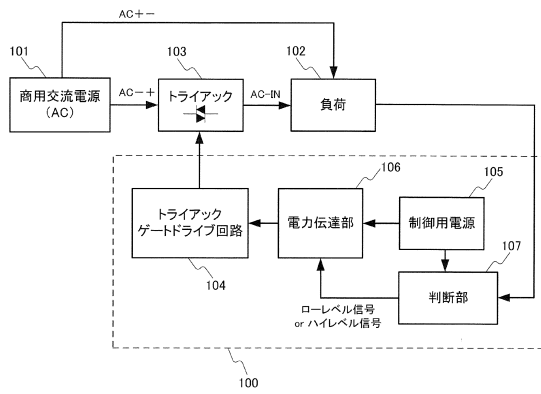 AC+-
101
103
102
商用交流電源
(AC)
AC-+
トライアック
AC-IN
負荷
106
105
トライアック
ゲートドライブ回路
電力伝達部
制御用電源
107
104
判断部
ローレベル信号
or ハイレベル信号
100